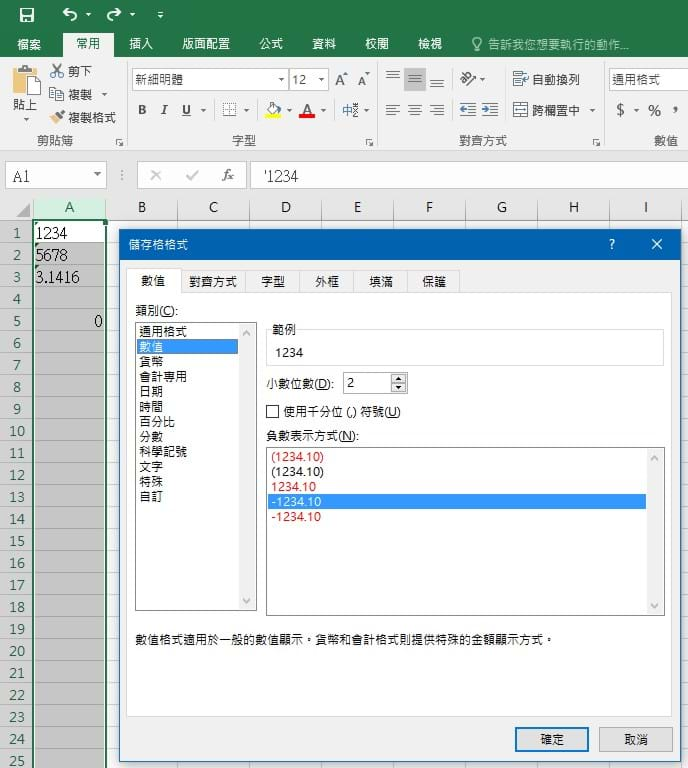 檔案 常用 插入 版面配置 公式 資料 校閱 檢視 告訴我您想要執行的動作...
貼上
剪下
複製
複製格式
剪貼簿
新細明體 12 A A
B I U A 中
字型
自動換列
跨欄置中
對齊方式
通用格式
$ % ,
數值
A1 fx '1234
A B C D E F G H I
1 1234
2 5678
3 3.1416
4
5 0
6
7
8
9
10
11
12
13
14
15
16
17
18
19
20
21
22
23
24
25
儲存格格式 ? ×
數值 對齊方式 字型 外框 填滿 保護
類別(C):
通用格式
數值
貨幣
會計專用
日期
時間
百分比
分數
科學記號
文字
特殊
自訂
範例
1234
小數位數(D): 2
使用千分位 (,) 符號(U)
負數表示方式(N):
(1234.10)
(1234.10)
1234.10
-1234.10
-1234.10
數值格式適用於一般的數值顯示。貨幣和會計格式則提供特殊的金額顯示方式。
確定 取消